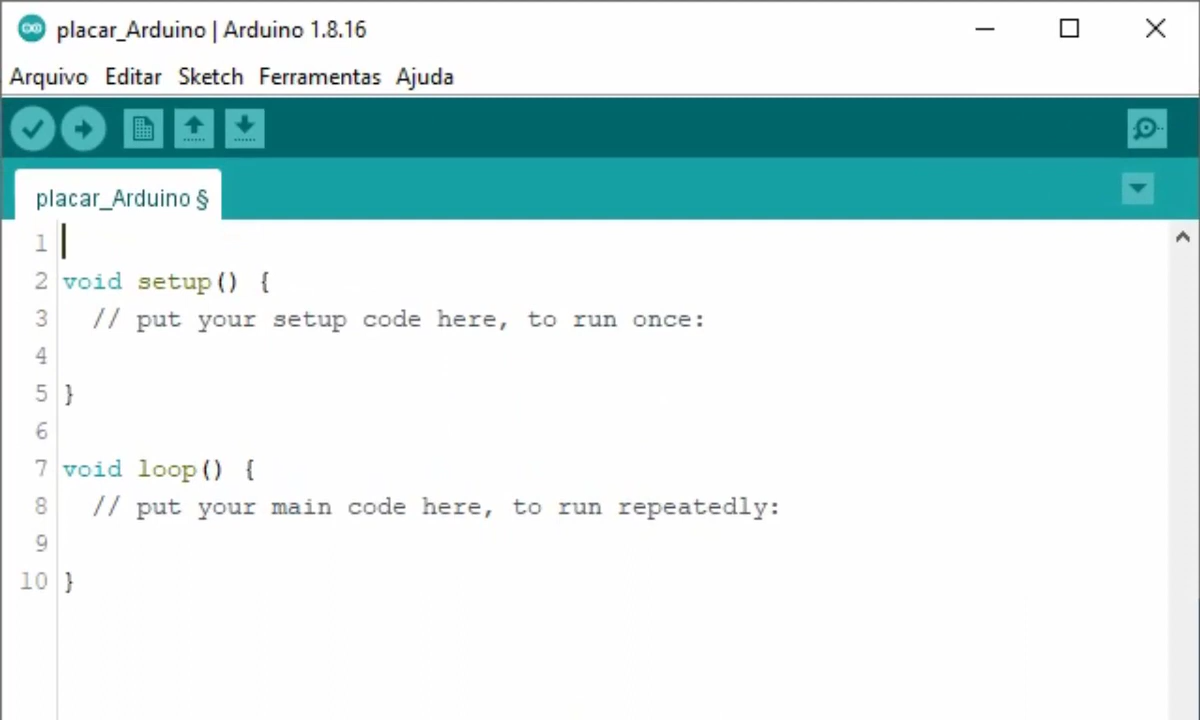 placar_Arduino | Arduino 1.8.16
Arquivo Editar Sketch Ferramentas Ajuda
placar_Arduino §
1
2 void setup() {
3   // put your setup code here, to run once:
4
5 }
6
7 void loop() {
8   // put your main code here, to run repeatedly:
9
10 }